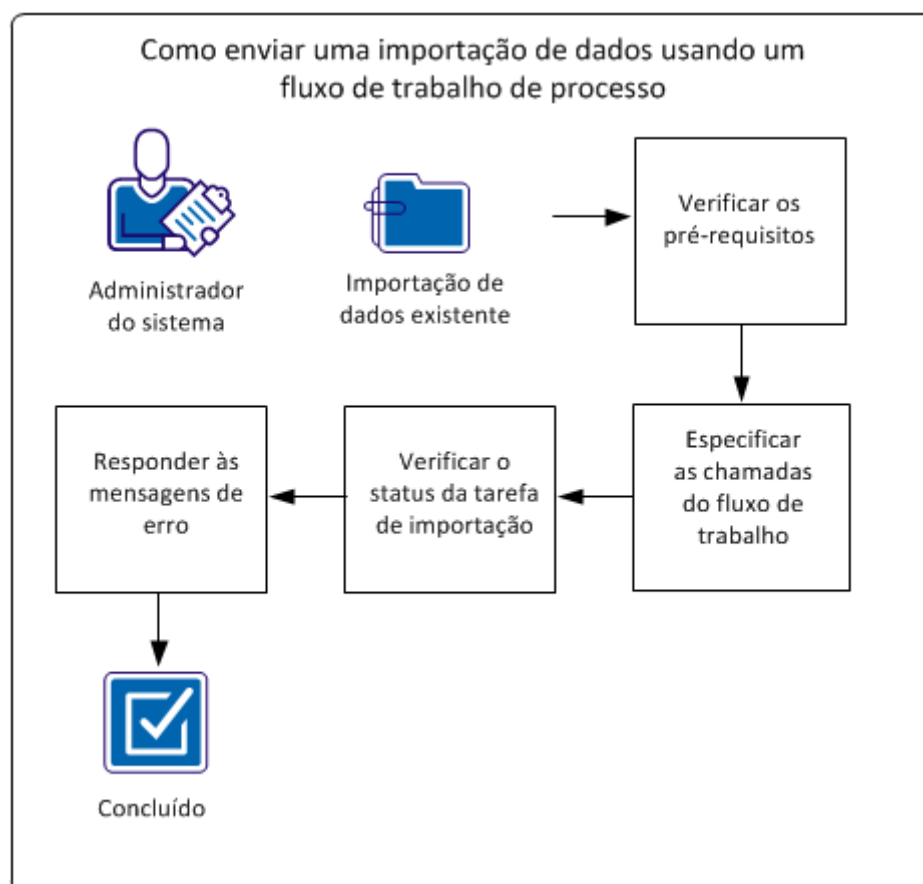 Como enviar uma importação de dados usando um
fluxo de trabalho de processo
Administrador
do sistema
Importação de
dados existente
Verificar os
pré-requisitos
Especificar
as chamadas
do fluxo de
trabalho
Verificar o
status da tarefa
de importação
Responder às
mensagens de
erro
Concluído